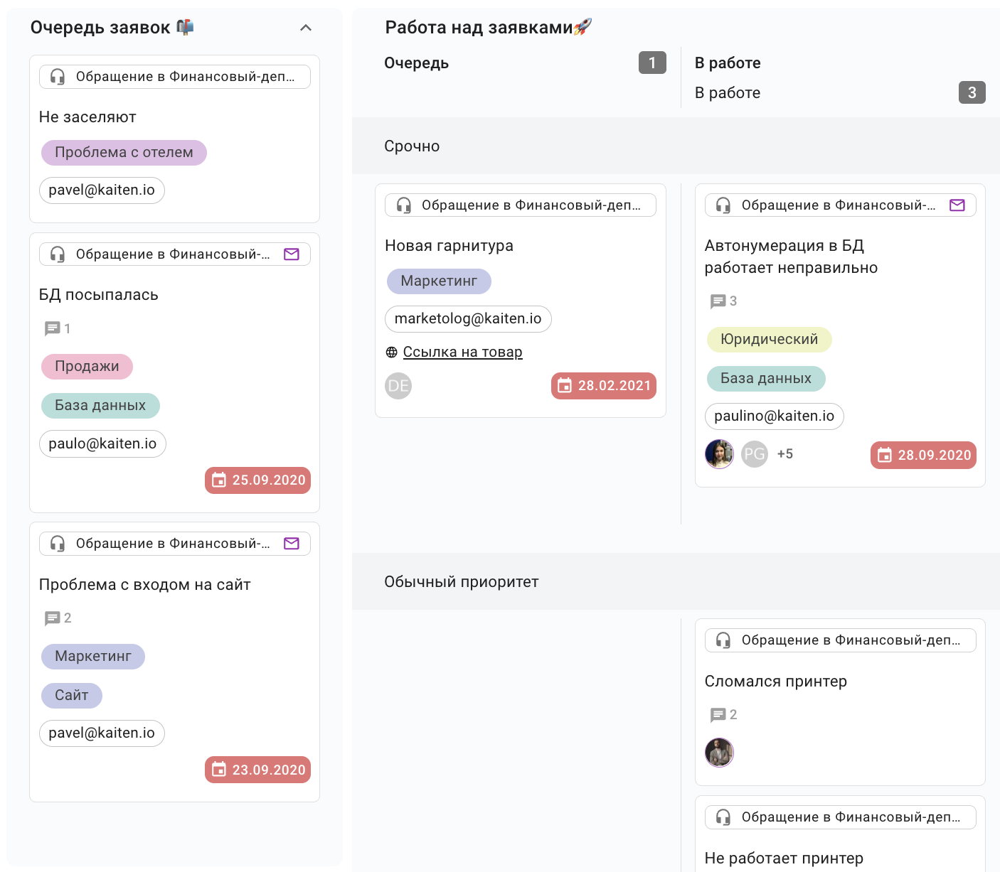 Очередь заявок
Обращение в Финансовый-деп...
Не заселяют
Проблема с отелем
pavel@kaiten.io
Обращение в Финансовый-...
БД посыпалась
1
Продажи
База данных
paulo@kaiten.io
25.09.2020
Обращение в Финансовый-...
Проблема с входом на сайт
2
Маркетинг
Сайт
pavel@kaiten.io
23.09.2020
Работа над заявками
Очередь
1
В работе
В работе
3
Срочно
Обращение в Финансовый-деп...
Новая гарнитура
Маркетинг
marketolog@kaiten.io
Ссылка на товар
DE
28.02.2021
Обращение в Финансовый-...
Автонумерация в БД
работает неправильно
3
Юридический
База данных
paulino@kaiten.io
PG
+5
28.09.2020
Обычный приоритет
Обращение в Финансовый-деп...
Сломался принтер
2
Обращение в Финансовый-деп...
Не работает принтер